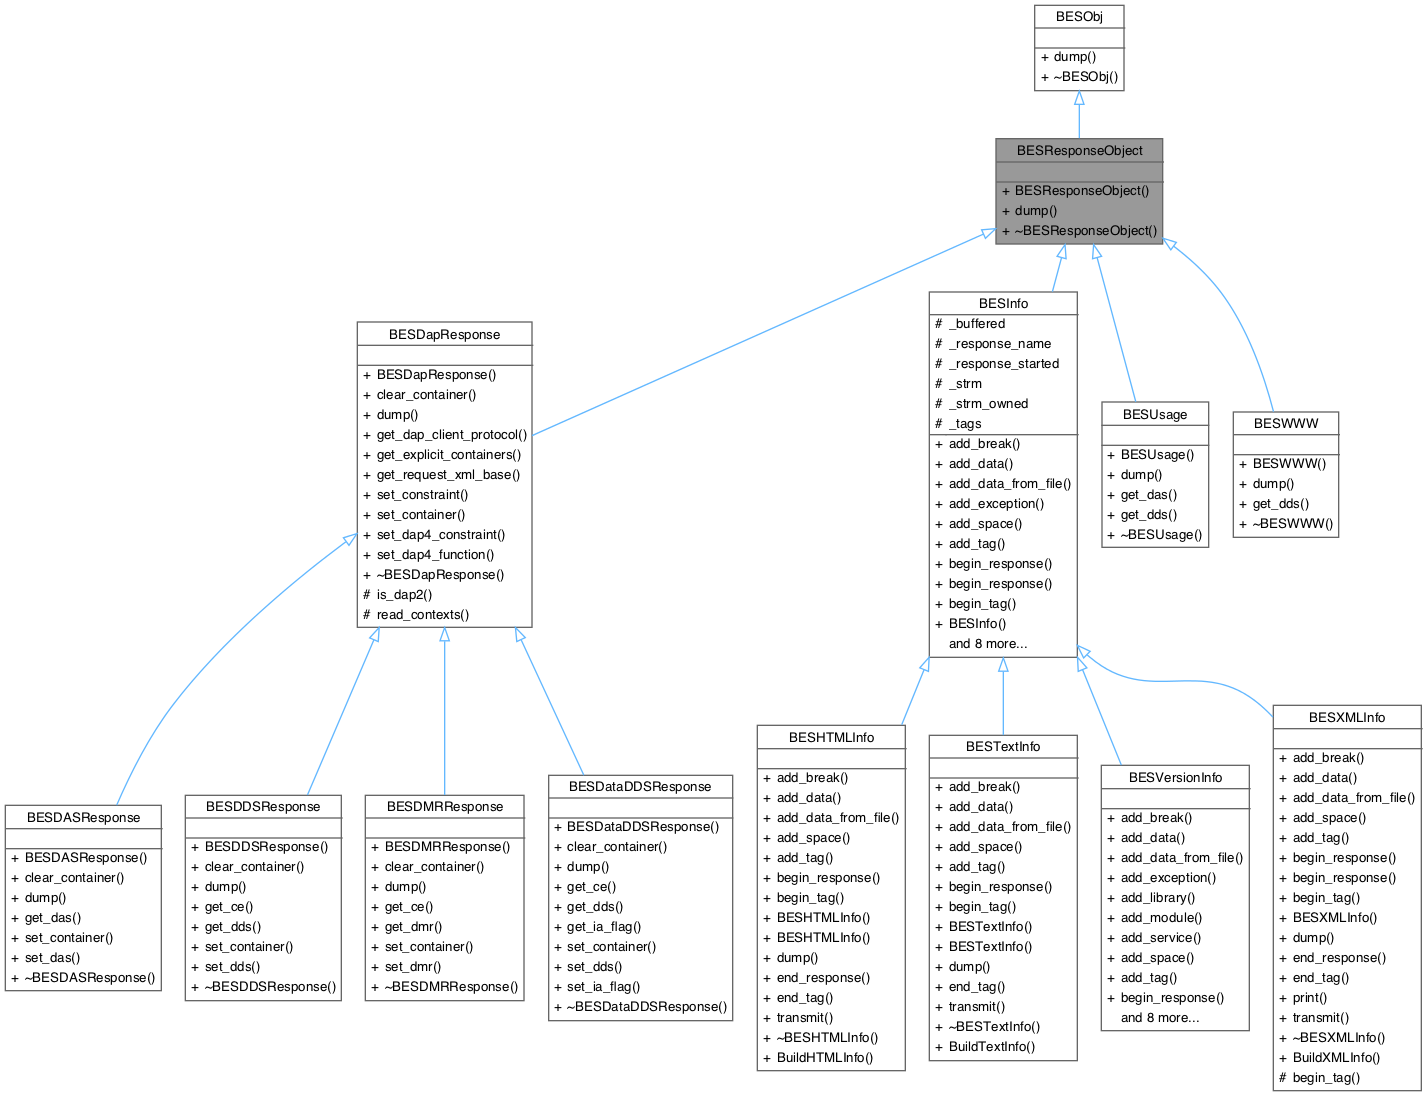 BESObj
+ dump()
+ ~BESObj()
BESResponseObject
+ BESResponseObject()
+ dump()
+ ~BESResponseObject()
BESDapResponse
+ BESDapResponse()
+ clear_container()
+ dump()
+ get_dap_client_protocol()
+ get_explicit_containers()
+ get_request_xml_base()
+ set_constraint()
+ set_container()
+ set_dap4_constraint()
+ set_dap4_function()
+ ~BESDapResponse()
# is_dap2()
# read_contexts()
BESInfo
# _buffered
# _response_name
# _response_started
# _strm
# _strm_owned
# _tags
+ add_break()
+ add_data()
+ add_data_from_file()
+ add_exception()
+ add_space()
+ add_tag()
+ begin_response()
+ begin_response()
+ begin_tag()
+ BESInfo()
and 8 more...
BESUsage
+ BESUsage()
+ dump()
+ get_das()
+ get_dds()
+ ~BESUsage()
BESWWW
+ BESWWW()
+ dump()
+ get_dds()
+ ~BESWWW()
BESDASResponse
+ BESDASResponse()
+ clear_container()
+ dump()
+ get_das()
+ set_container()
+ set_das()
+ ~BESDASResponse()
BESDDSResponse
+ BESDDSResponse()
+ clear_container()
+ dump()
+ get_ce()
+ get_dds()
+ set_container()
+ set_dds()
+ ~BESDDSResponse()
BESDMRResponse
+ BESDMRResponse()
+ clear_container()
+ dump()
+ get_ce()
+ get_dmr()
+ set_container()
+ set_dmr()
+ ~BESDMRResponse()
BESDataDDSResponse
+ BESDataDDSResponse()
+ clear_container()
+ dump()
+ get_ce()
+ get_dds()
+ get_ia_flag()
+ set_container()
+ set_dds()
+ set_ia_flag()
+ ~BESDataDDSResponse()
BESHTMLInfo
+ add_break()
+ add_data()
+ add_data_from_file()
+ add_space()
+ add_tag()
+ begin_response()
+ begin_tag()
+ BESHTMLInfo()
+ BESHTMLInfo()
+ dump()
+ end_response()
+ end_tag()
+ transmit()
+ ~BESHTMLInfo()
+ BuildHTMLInfo()
BESTextInfo
+ add_break()
+ add_data()
+ add_data_from_file()
+ add_space()
+ add_tag()
+ begin_response()
+ begin_tag()
+ BESTextInfo()
+ BESTextInfo()
+ dump()
+ end_tag()
+ transmit()
+ ~BESTextInfo()
+ BuildTextInfo()
BESVersionInfo
+ add_break()
+ add_data()
+ add_data_from_file()
+ add_exception()
+ add_library()
+ add_module()
+ add_service()
+ add_space()
+ add_tag()
+ begin_response()
and 8 more...
BESXMLInfo
+ add_break()
+ add_data()
+ add_data_from_file()
+ add_space()
+ add_tag()
+ begin_response()
+ begin_response()
+ begin_tag()
+ BESXMLInfo()
+ dump()
+ end_response()
+ end_tag()
+ print()
+ transmit()
+ ~BESXMLInfo()
+ BuildXMLInfo()
# begin_tag()